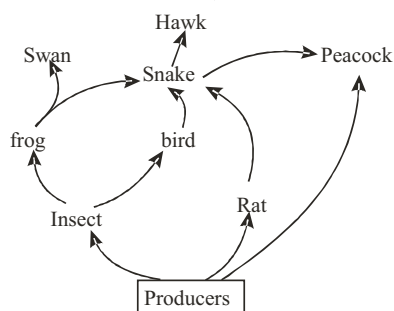 Hawk
Swan
Snake
Peacock
frog
bird
Insect
Rat
Producers